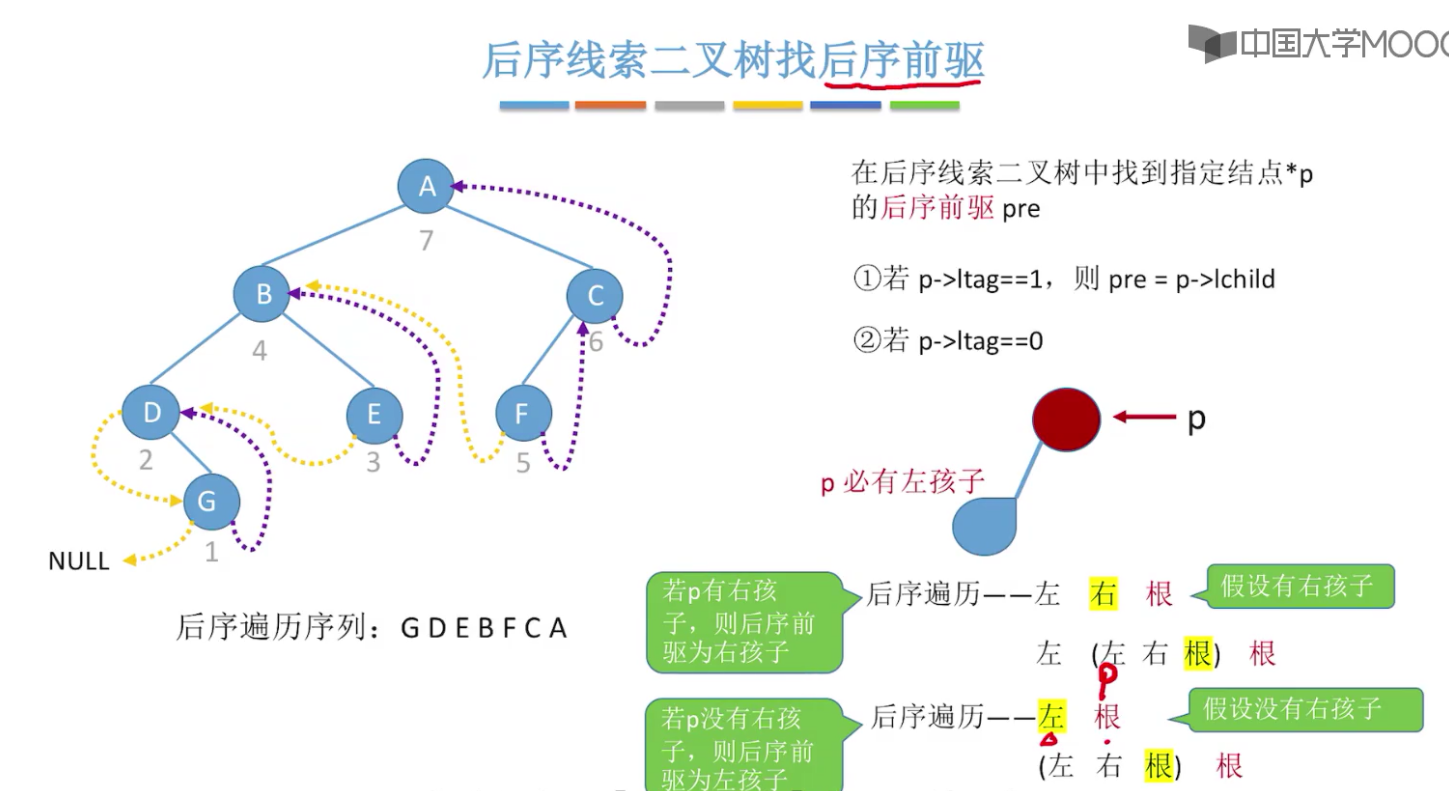 中国大学MOOC
后序线索二叉树找后序前驱
A
7
B
4
C
6
D
2
E
3
F
5
G
1
NULL
后序遍历序列：G D E B F C A
在后序线索二叉树中找到指定结点*p
的后序前驱 pre
①若 p->ltag==1，则 pre = p->lchild
②若 p->ltag==0
p
p 必有左孩子
若p有右孩
子，则后序前
驱为右孩子
后序遍历——左 右 根
假设有右孩子
左 (左 右 根) 根
p
若p没有右孩
子，则后序前
驱为左孩子
后序遍历——左 根
假设没有右孩子
(左 右 根) 根